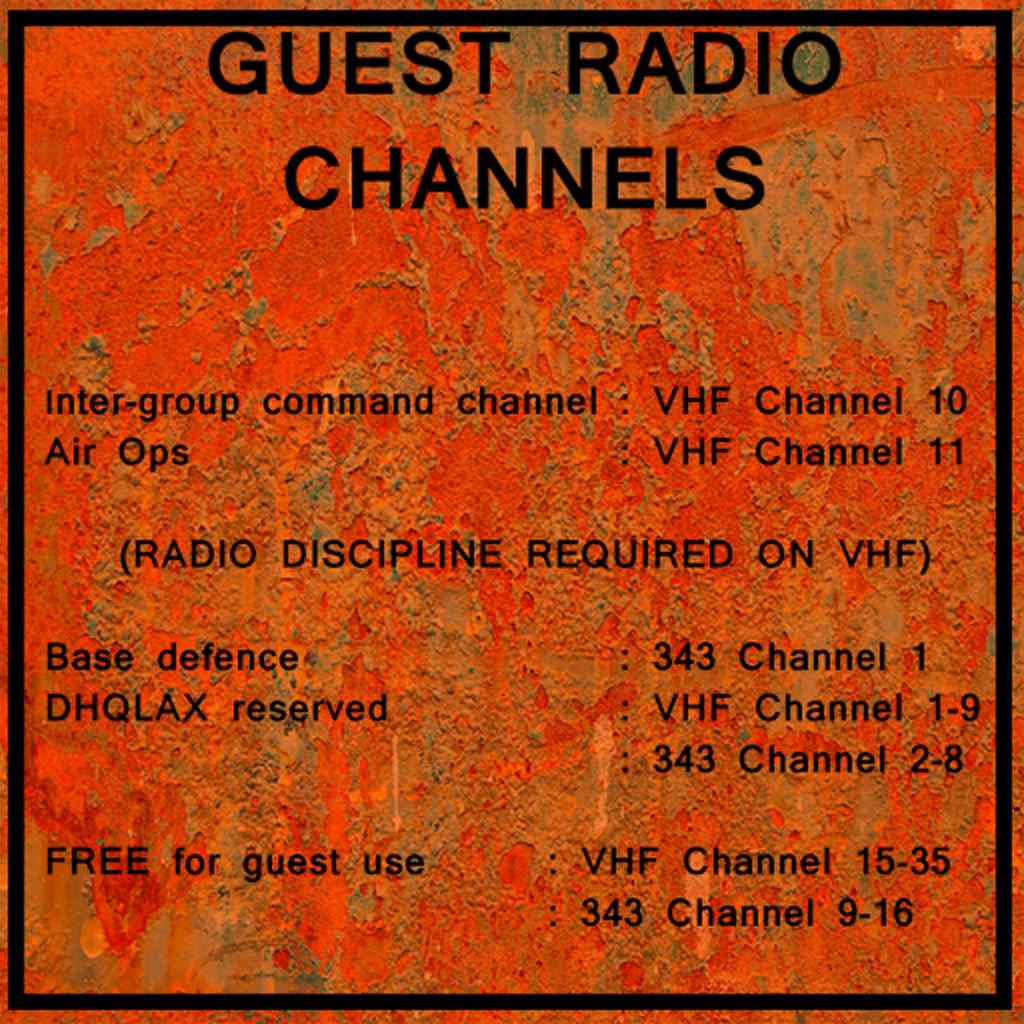 GUEST RADIO
CHANNELS
Inter-group command channel : VHF Channel 10
Air Ops : VHF Channel 11
(RADIO DISCIPLINE REQUIRED ON VHF)
Base defence : 343 Channel 1
DHQLAX reserved : VHF Channel 1-9
: 343 Channel 2-8
FREE for guest use : VHF Channel 15-35
: 343 Channel 9-16